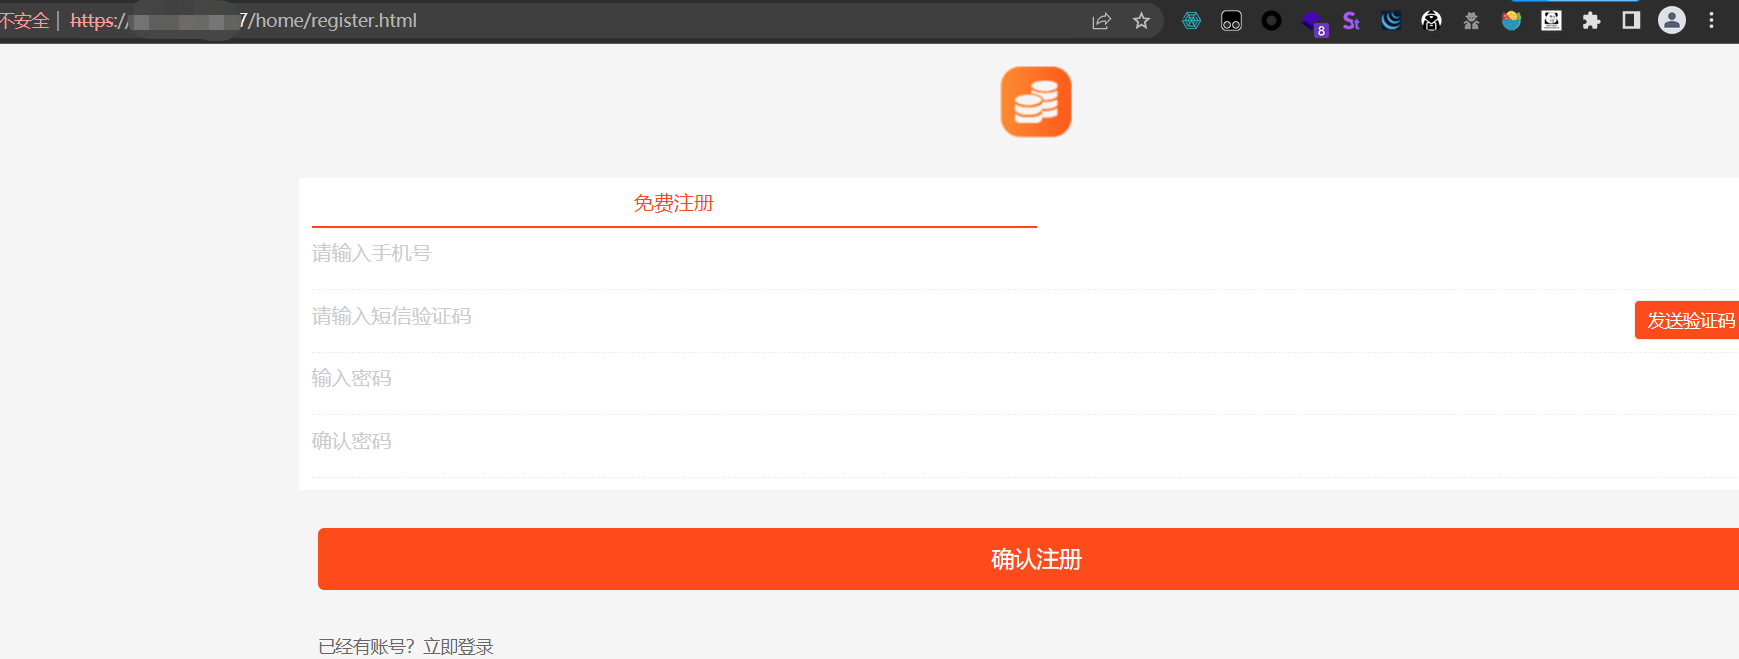 不安全 | https://7/home/register.html
8
St
免费注册
请输入手机号
请输入短信验证码
发送验证码
输入密码
确认密码
确认注册
已经有账号？立即登录